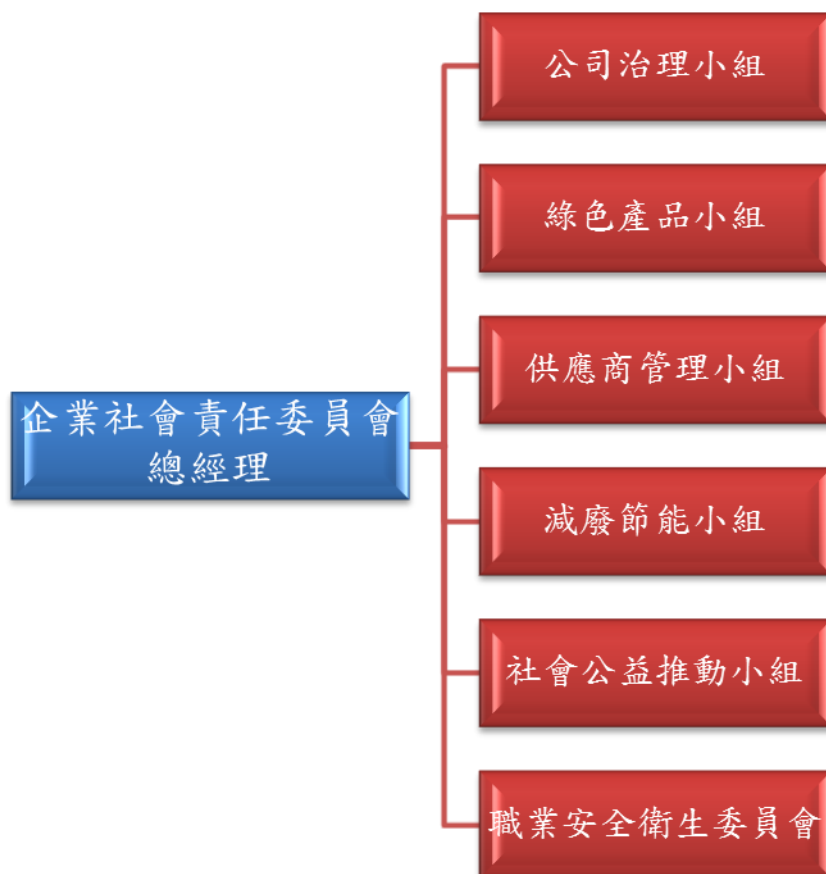 公司治理小組
綠色產品小組
供應商管理小組
企業社會責任委員會
總經理
減廢節能小組
社會公益推動小組
職業安全衛生委員會